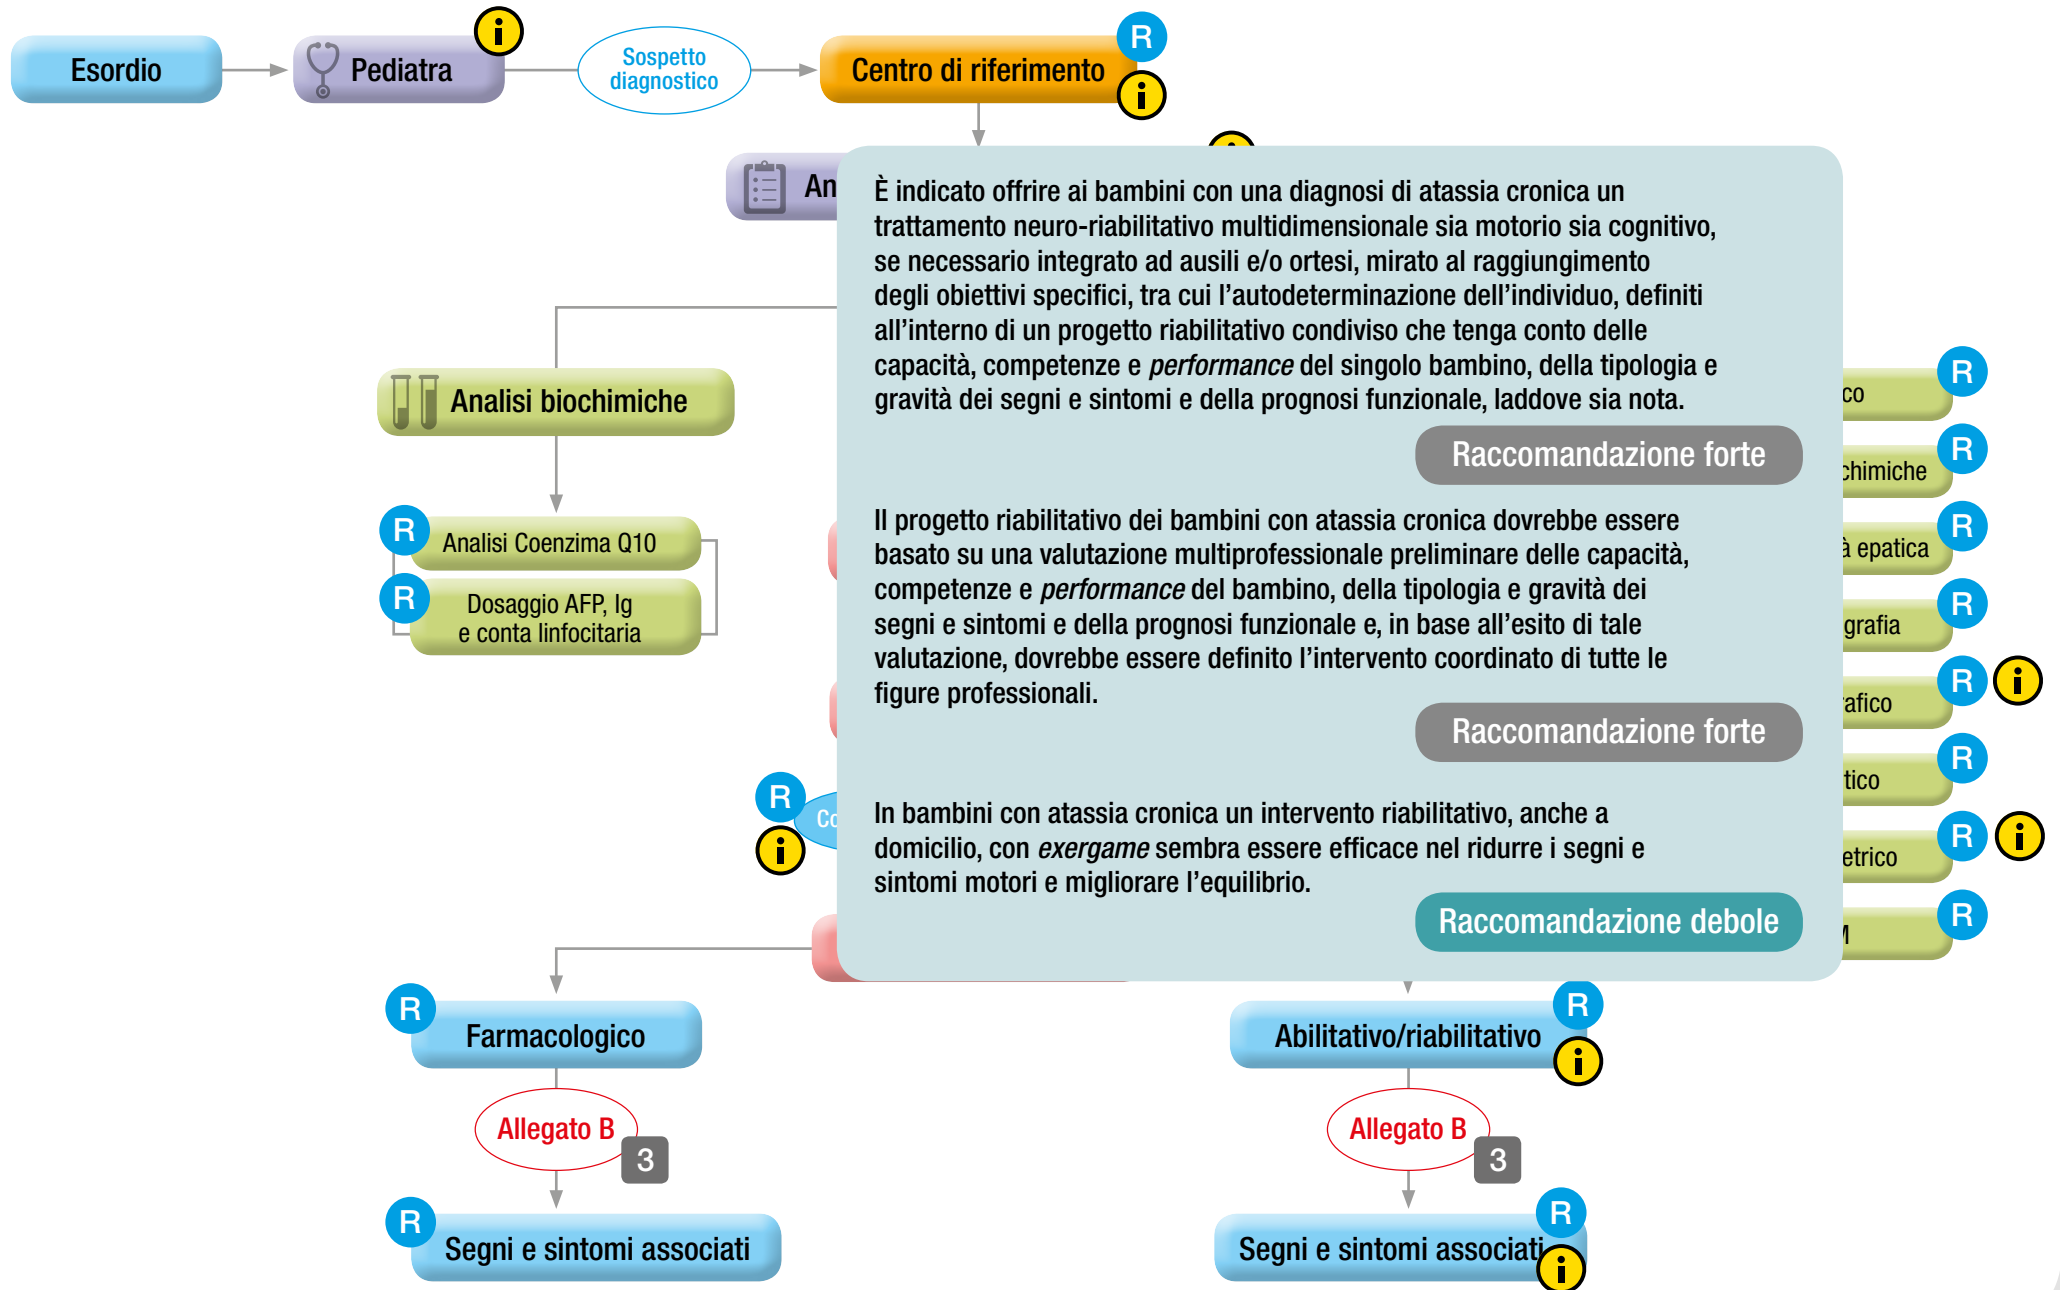 Esordio
Pediatra
i
Sospetto
diagnostico
Centro di riferimento
R
i
È indicato offrire ai bambini con una diagnosi di atassia cronica un
trattamento neuro-riabilitativo multidimensionale sia motorio sia cognitivo,
se necessario integrato ad ausili e/o ortesi, mirato al raggiungimento
degli obiettivi specifici, tra cui l'autodeterminazione dell'individuo, definiti
all'interno di un progetto riabilitativo condiviso che tenga conto delle
capacità, competenze e performance del singolo bambino, della tipologia e
gravità dei segni e sintomi e della prognosi funzionale, laddove sia nota.
Raccomandazione forte
Il progetto riabilitativo dei bambini con atassia cronica dovrebbe essere
basato su una valutazione multiprofessionale preliminare delle capacità,
competenze e performance del bambino, della tipologia e gravità dei
segni e sintomi e della prognosi funzionale e, in base all'esito di tale
valutazione, dovrebbe essere definito l'intervento coordinato di tutte le
figure professionali.
Raccomandazione forte
In bambini con atassia cronica un intervento riabilitativo, anche a
domicilio, con exergame sembra essere efficace nel ridurre i segni e
sintomi motori e migliorare l'equilibrio.
Raccomandazione debole
Analisi biochimiche
R
Analisi Coenzima Q10
R
Dosaggio AFP, Ig
e conta linfocitaria
R
i
R
R
epatica
R
R
R
i
R
R
i
R
R
Farmacologico
Allegato B
3
R
Segni e sintomi associati
Abilitativo/riabilitativo
R
i
Allegato B
3
Segni e sintomi associati
R
i